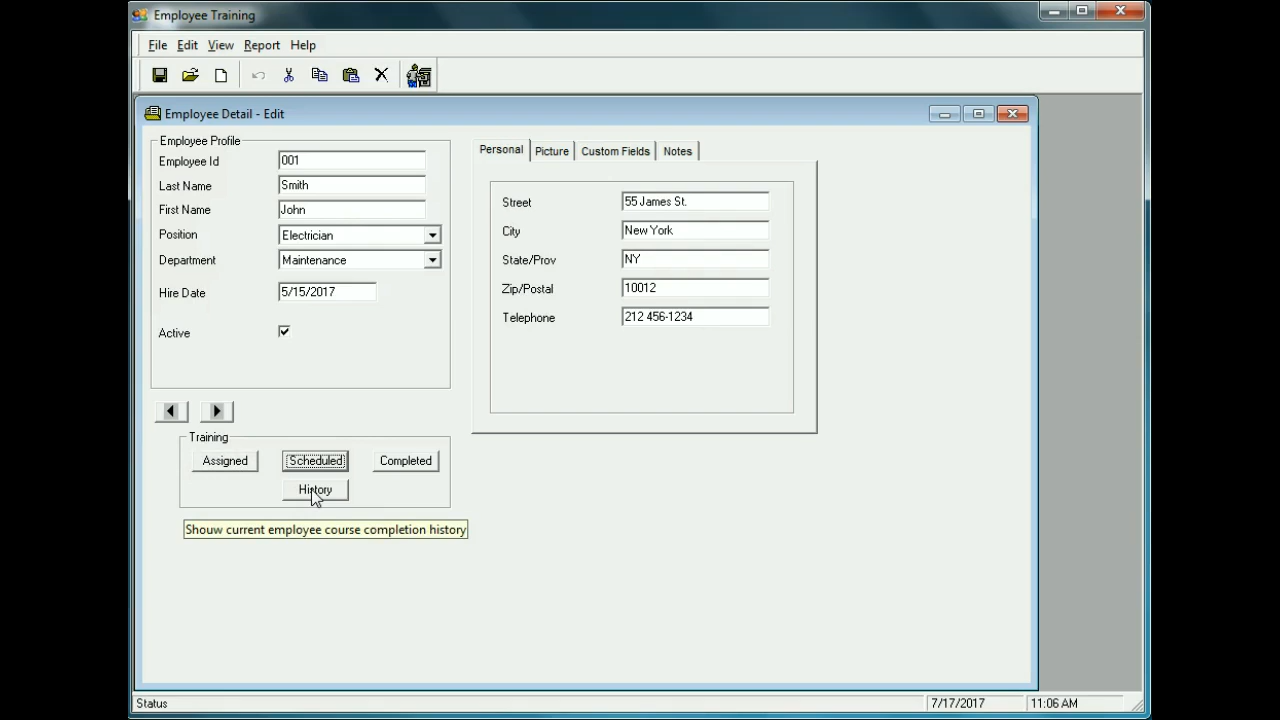 Employee Training
File Edit View Report Help
Employee Detail - Edit
Employee Profile
Employee Id 001
Last Name Smith
First Name John
Position Electrician
Department Maintenance
Hire Date 5/15/2017
Active
Personal Picture Custom Fields Notes
Street 55 James St.
City New York
State/Prov NY
Zip/Postal 10012
Telephone 212 456-1234
Training
Assigned Scheduled Completed
History
Shouw current employee course completion history
Status 7/17/2017 11:06 AM